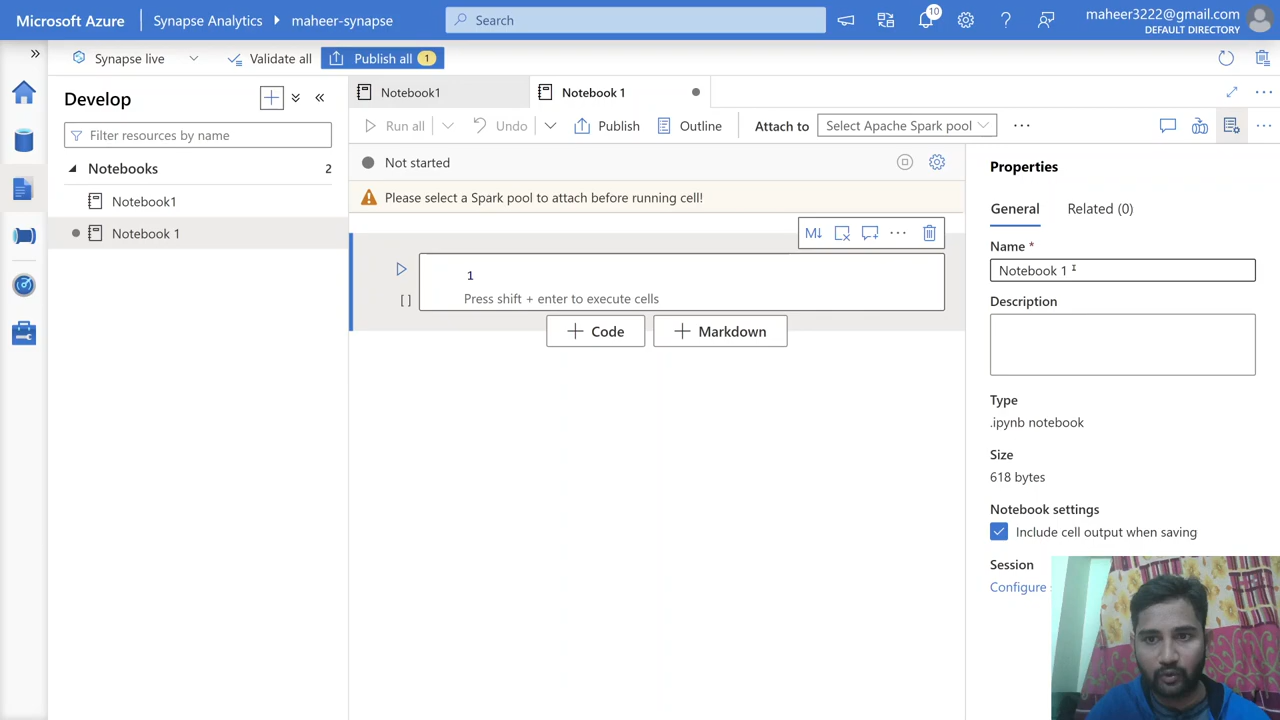 Microsoft Azure
Synapse Analytics
maheer-synapse
Search
10
maheer3222@gmail.com
DEFAULT DIRECTORY
Synapse live
Validate all
Publish all 1
Develop
Filter resources by name
Notebooks 2
Notebook1
Notebook 1
Notebook1
Notebook 1
Run all
Undo
Publish
Outline
Attach to
Select Apache Spark pool
Not started
Please select a Spark pool to attach before running cell!
M↓
1
[ ]
Press shift + enter to execute cells
Code
Markdown
Properties
General
Related (0)
Name *
Notebook 1
Description
Type
.ipynb notebook
Size
618 bytes
Notebook settings
Include cell output when saving
Session
Configure